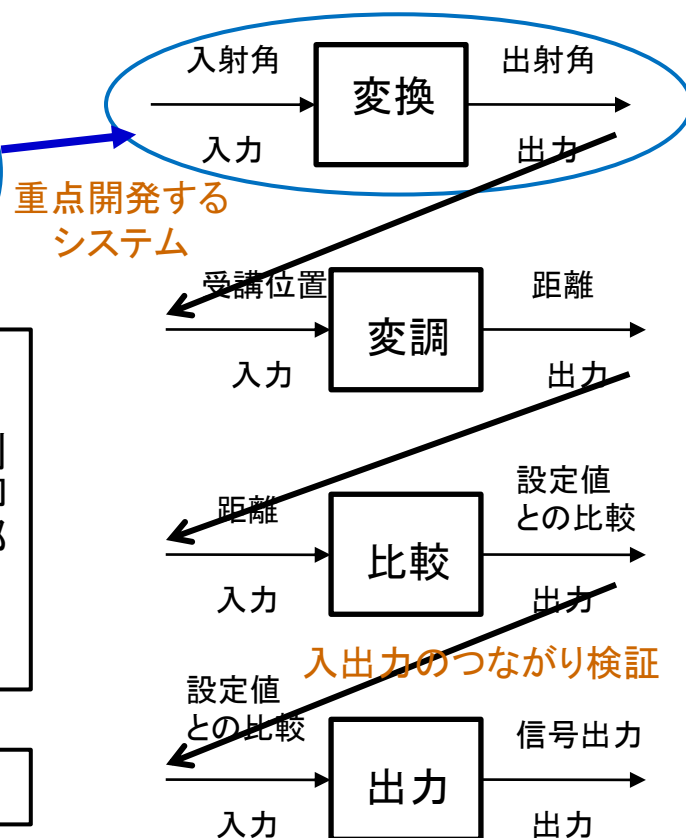 入射角
変換
出射角
入力
出力
重点開発する
システム
受講位置
変調
距離
入力
出力
距離
比較
設定値
との比較
入力
出力
入出力のつながり検証
設定値
との比較
出力
信号出力
入力
出力